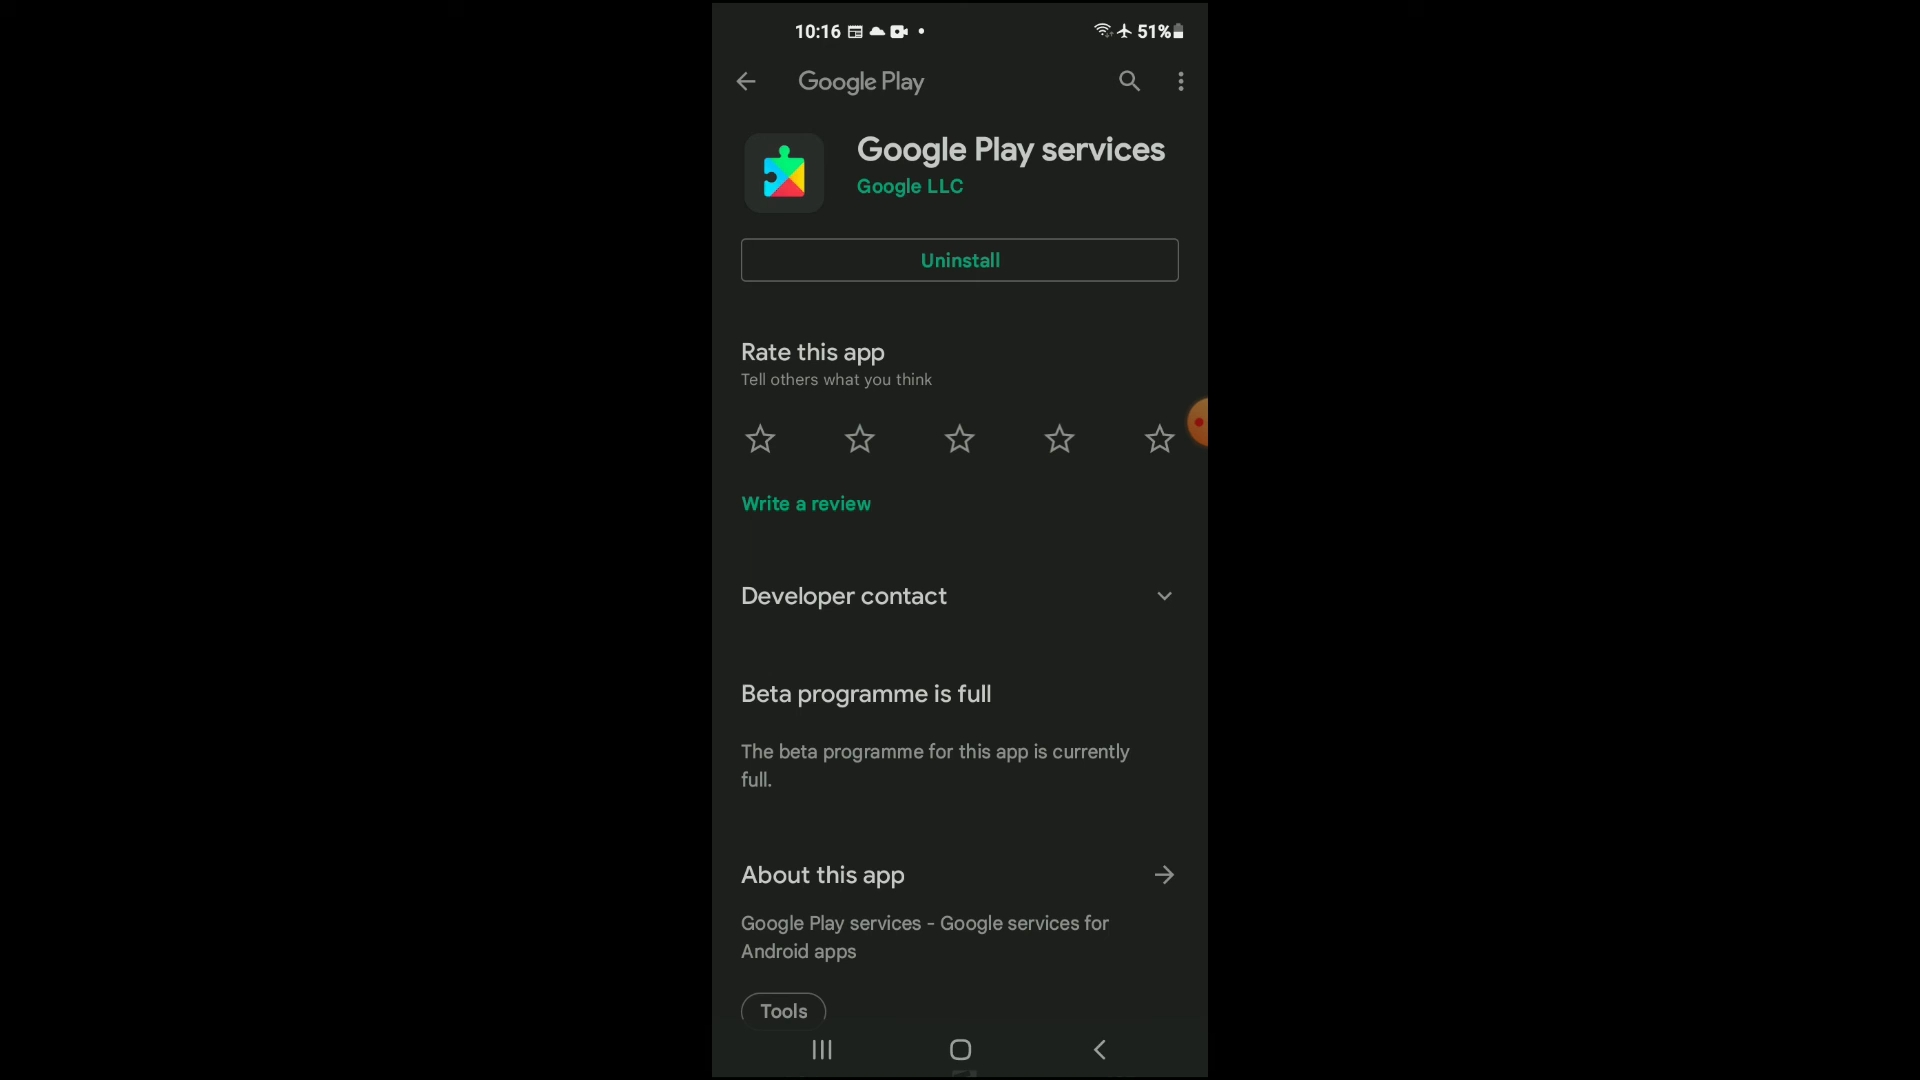 10:16 51%
Google Play
Google Play services
Google LLC
Uninstall
Rate this app
Tell others what you think
Write a review
Developer contact
Beta programme is full
The beta programme for this app is currently
full.
About this app
Google Play services - Google services for
Android apps
Tools